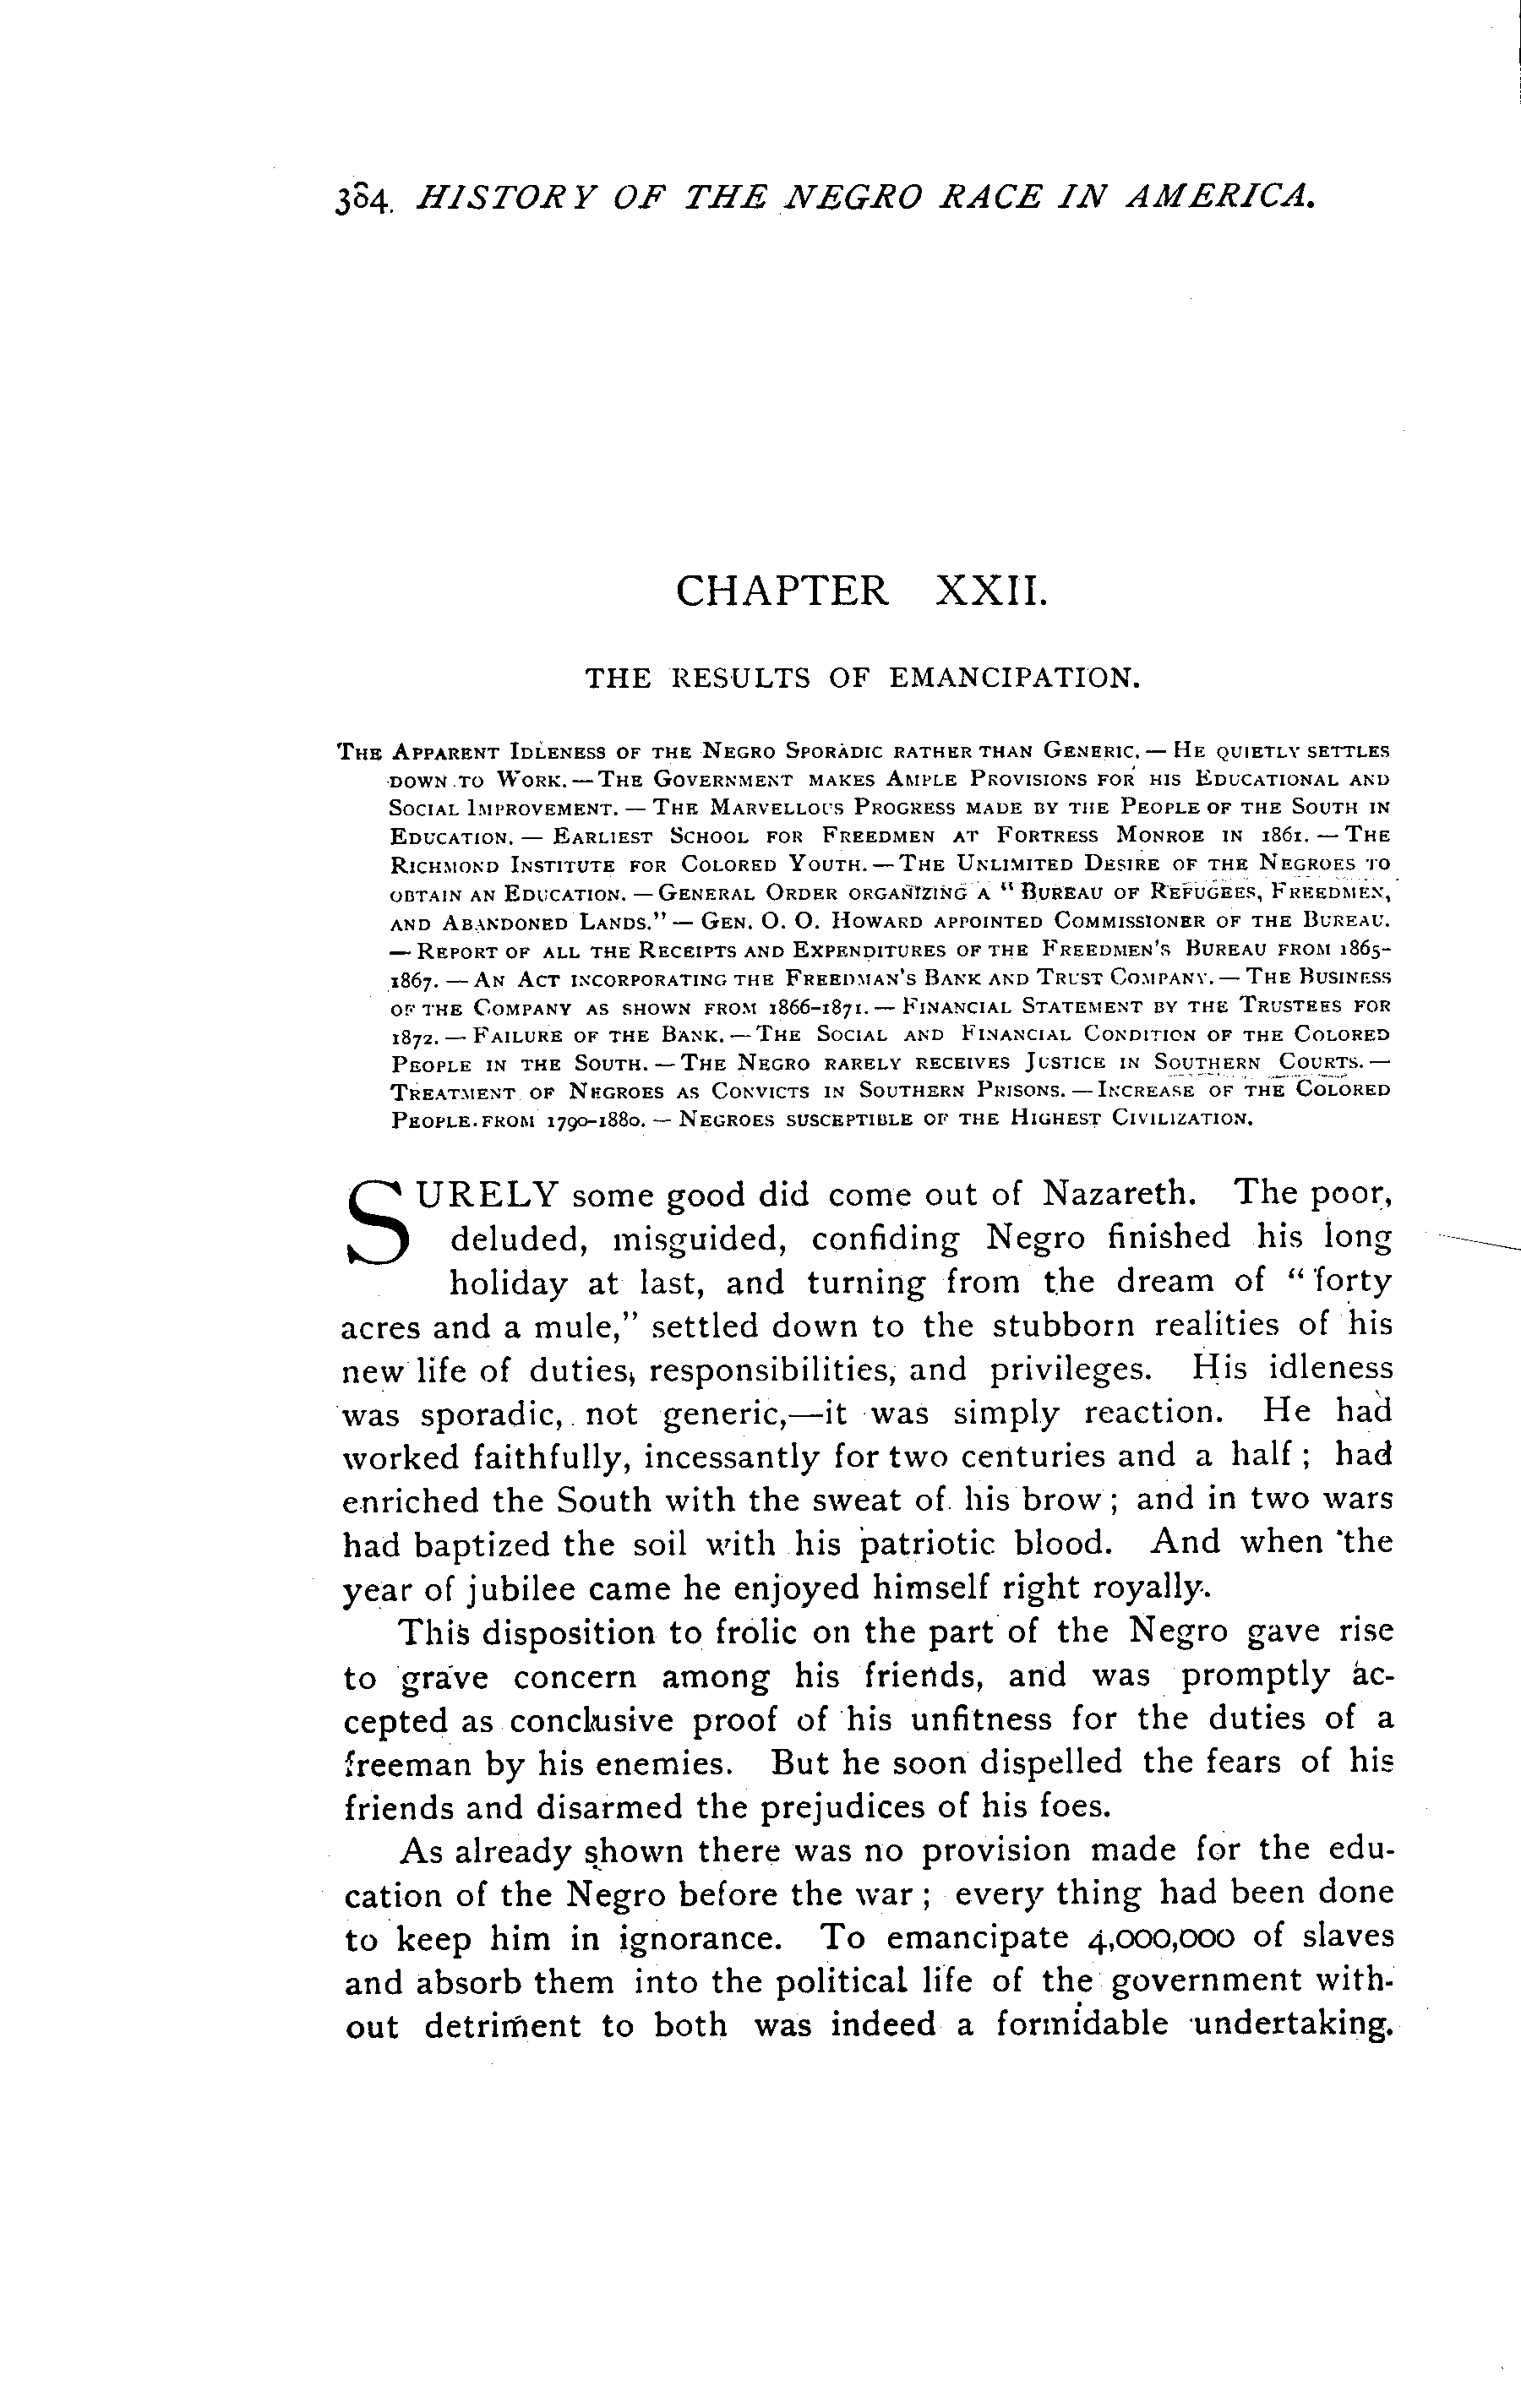 384 HISTORY OF THE NEGRO RACE IN AMERICA.
CHAPTER XXII.
THE RESULTS OF EMANCIPATION.
The Apparent Idleness of the Negro Sporadic rather than Generic.—He quietly settles
down to Work.—The Government makes Ample Provisions for his Educational and
Social Improvement.—The Marvellous Progress made by the People of the South in
Education.—Earliest School for Freedmen at Fortress Monroe in 1861.—The
Richmond Institute for Colored Youth.—The Unlimited Desire of the Negroes to
obtain an Education.—General Order organizing a "Bureau of Refugees, Freedmen,
and Abandoned Lands."—Gen. O. O. Howard appointed Commissioner of the Bureau.
—Report of all the Receipts and Expenditures of the Freedmen's Bureau from 1865-
1867.—An Act incorporating the Freedman's Bank and Trust Company.—The Business
of the Company as shown from 1866-1871.—Financial Statement by the Trustees for
1872.—Failure of the Bank.—The Social and Financial Condition of the Colored
People in the South.—The Negro rarely receives Justice in Southern Courts.—
Treatment of Negroes as Convicts in Southern Prisons.—Increase of the Colored
People from 1790-1880.—Negroes susceptible of the Highest Civilization.
SURELY some good did come out of Nazareth. The poor,
deluded, misguided, confiding Negro finished his long
holiday at last, and turning from the dream of "forty
acres and a mule," settled down to the stubborn realities of his
new life of duties, responsibilities, and privileges. His idleness
was sporadic, not generic,—it was simply reaction. He had
worked faithfully, incessantly for two centuries and a half; had
enriched the South with the sweat of his brow; and in two wars
had baptized the soil with his patriotic blood. And when the
year of jubilee came he enjoyed himself right royally.
This disposition to frolic on the part of the Negro gave rise
to grave concern among his friends, and was promptly ac-
cepted as conclusive proof of his unfitness for the duties of a
freeman by his enemies. But he soon dispelled the fears of his
friends and disarmed the prejudices of his foes.
As already shown there was no provision made for the edu-
cation of the Negro before the war; every thing had been done
to keep him in ignorance. To emancipate 4,000,000 of slaves
and absorb them into the political life of the government with-
out detriment to both was indeed a formidable undertaking.